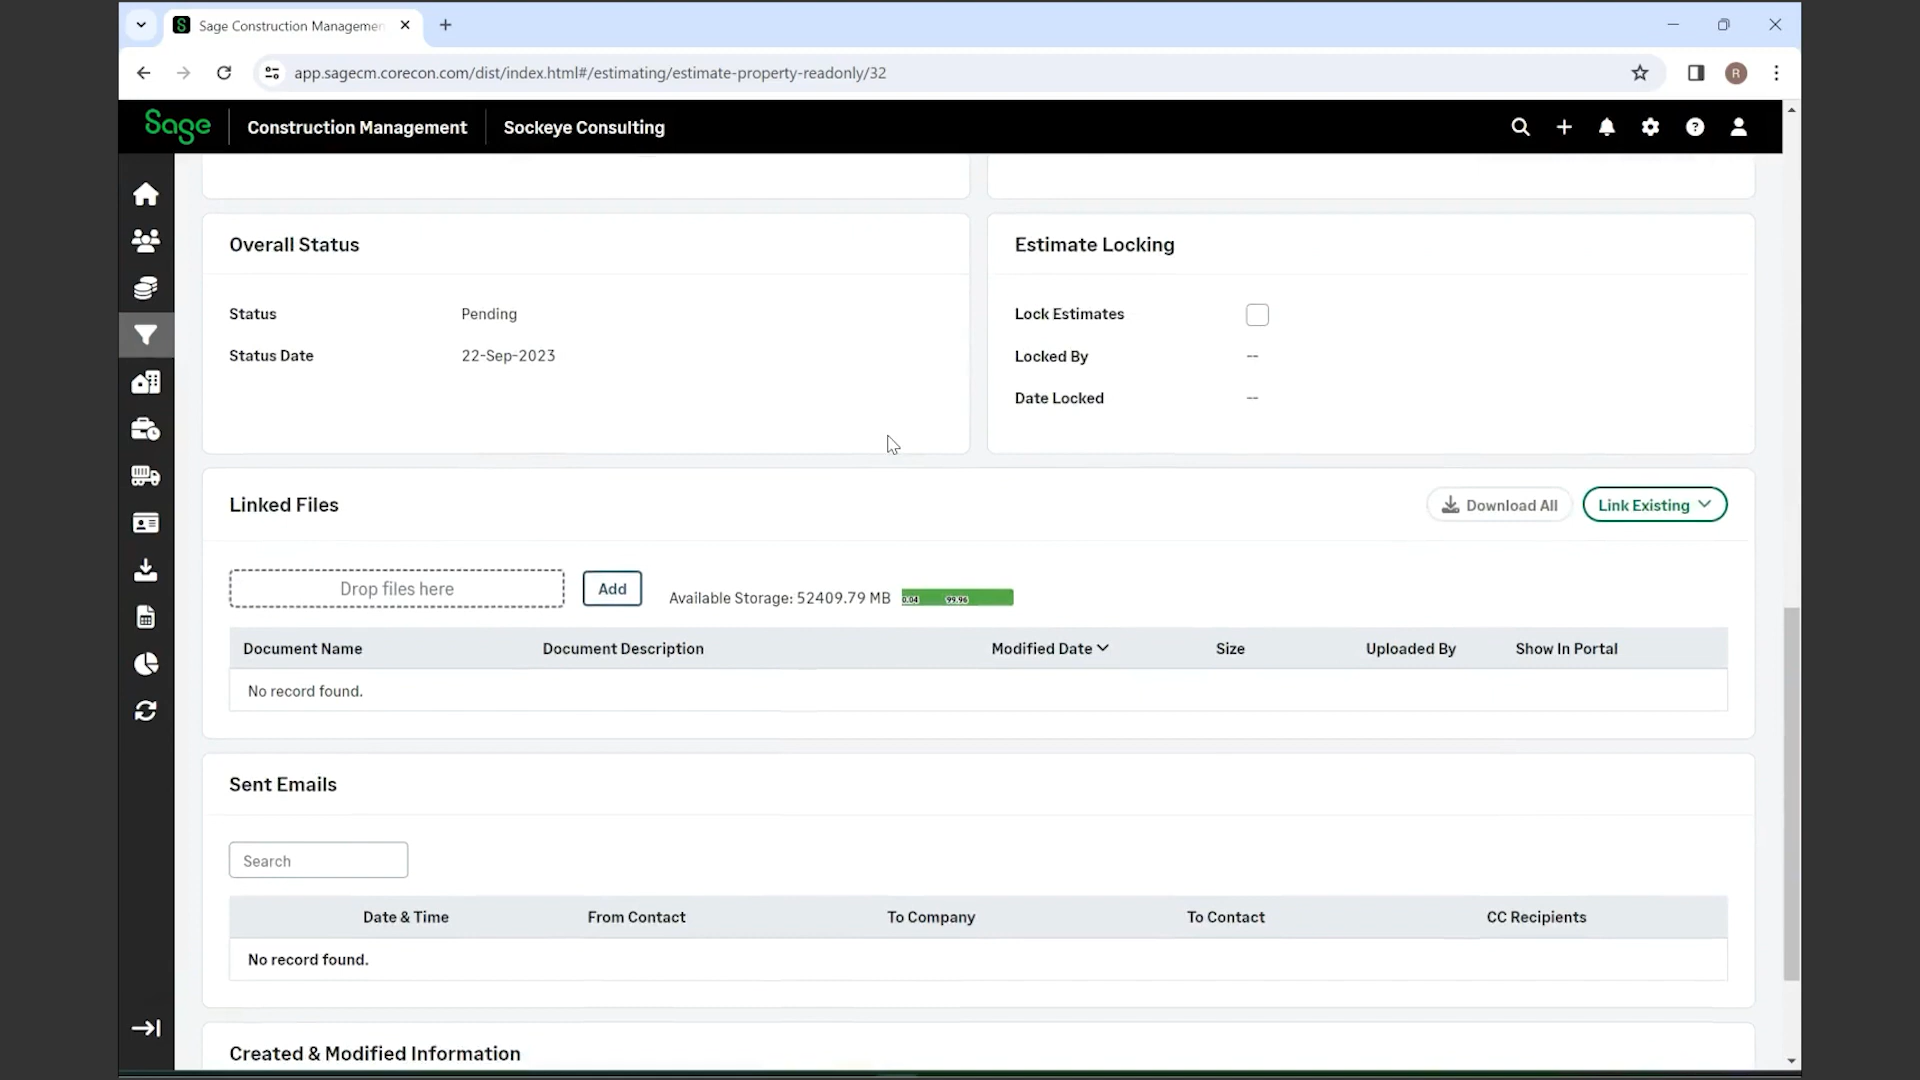 Sage Construction Managemen
app.sagecm.corecon.com/dist/index.html#/estimating/estimate-property-readonly/32
R
Sage
Construction Management
Sockeye Consulting
Overall Status
Status Pending
Status Date 22-Sep-2023
Estimate Locking
Lock Estimates
Locked By --
Date Locked --
Linked Files
Download All
Link Existing
Drop files here
Add
Available Storage: 52409.79 MB
0.04 99.96
Document Name Document Description Modified Date Size Uploaded By Show In Portal
No record found.
Sent Emails
Search
Date & Time From Contact To Company To Contact CC Recipients
No record found.
Created & Modified Information